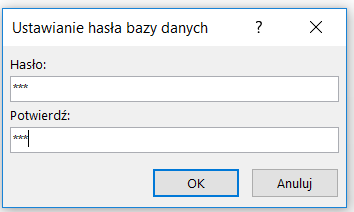 Ustawianie hasła bazy danych ?
Hasło:
***
Potwierdź:
***
OK Anuluj